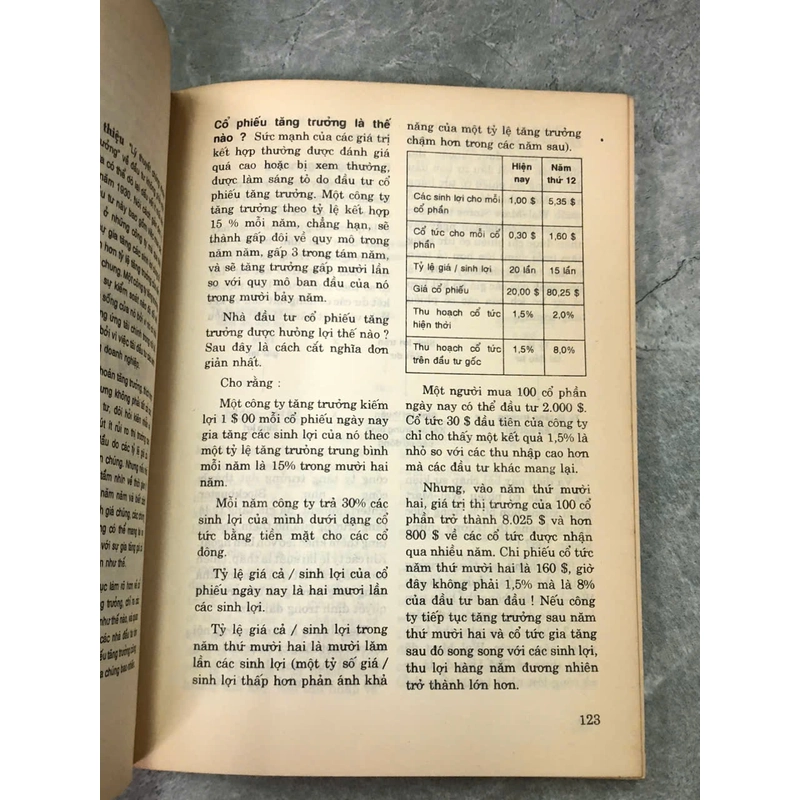 thiệu "Lý thuyết
năm 1930.
chung.
doanh nghiệp.
như thế.
Cổ phiếu tăng trưởng là thế
nào ? Sức mạnh của các giá trị
kết hợp thường được đánh giá
quá cao hoặc bị xem thường,
được làm sáng tỏ do đầu tư cổ
phiếu tăng trưởng. Một công ty
tăng trưởng theo tỷ lệ kết hợp
15 % mỗi năm, chẳng hạn, sẽ
thành gấp đôi về quy mô trong
năm năm, gấp 3 trong tám năm,
và sẽ tăng trưởng gấp mười lần
so với quy mô ban đầu của nó
trong mười bảy năm.
Nhà đầu tư cổ phiếu tăng
trưởng được hưởng lợi thế nào ?
Sau đây là cách cắt nghĩa đơn
giản nhất.
Cho rằng :
Một công ty tăng trưởng kiếm
lợi 1 $ 00 mỗi cổ phiếu ngày nay
gia tăng các sinh lợi của nó theo
một tỷ lệ tăng trưởng trung bình
mỗi năm là 15% trong mười hai
năm.
Mỗi năm công ty trả 30% các
sinh lợi của mình dưới dạng cổ
tức bằng tiền mặt cho các cổ
đông.
Tỷ lệ giá cả / sinh lợi của cổ
phiếu ngày nay là hai mươi lần
các sinh lợi.
Tỷ lệ giá cả / sinh lợi trong
năm thứ mười hai là mười lăm
lần các sinh lợi (một tỷ số giá /
sinh lợi thấp hơn phản ánh khả
năng của một tỷ lệ tăng trưởng
chậm hơn trong các năm sau).
Hiện nay Năm thứ 12
Các sinh lợi cho mỗi cổ phần 1,00 $ 5,35 $
Cổ tức cho mỗi cổ phần 0,30 $ 1,60 $
Tỷ lệ giá / sinh lợi 20 lần 15 lần
Giá cổ phiếu 20,00 $ 80,25 $
Thu hoạch cổ tức hiện thời 1,5% 2,0%
Thu hoạch cổ tức trên đầu tư gốc 1,5% 8,0%
Một người mua 100 cổ phần
ngày nay có thể đầu tư 2.000 $.
Cổ tức 30 $ đầu tiên của công ty
chỉ cho thấy một kết quả 1,5% là
nhỏ so với các thu nhập cao hơn
mà các đầu tư khác mang lại.
Nhưng, vào năm thứ mười
hai, giá trị thị trường của 100 cổ
phần trở thành 8.025 $ và hơn
800 $ về các cổ tức được nhận
qua nhiều năm. Chi phiếu cổ tức
năm thứ mười hai là 160 $, giờ
đây không phải 1,5% mà là 8%
của đầu tư ban đầu ! Nếu công
ty tiếp tục tăng trưởng sau năm
thứ mười hai và cổ tức gia tăng
sau đó song song với các sinh lợi,
thu lợi hàng năm đương nhiên
trở thành lớn hơn.
123